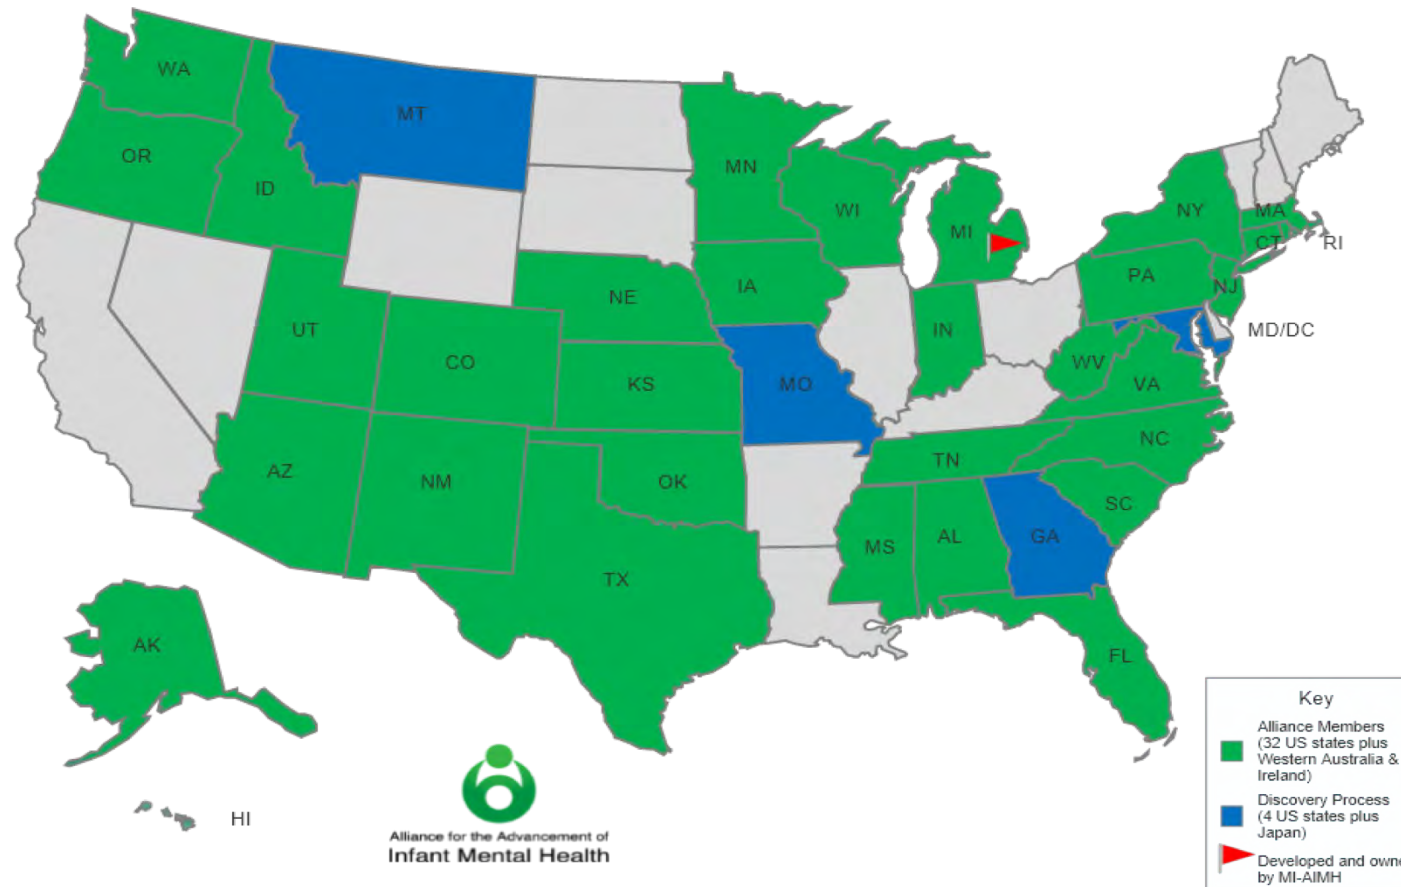 WA
MT
OR
ID
MN
WI
MI
NY
MA
CT
RI
PA
NJ
IA
NE
UT
CO
KS
MO
IN
WV
VA
MD/DC
AZ
NM
OK
TN
NC
SC
MS
AL
GA
TX
FL
AK
HI
Alliance for the Advancement of
Infant Mental Health
Key
Alliance Members
(32 US states plus
Western Australia &
Ireland)
Discovery Process
(4 US states plus
Japan)
Developed and owne
by MI-AIMH